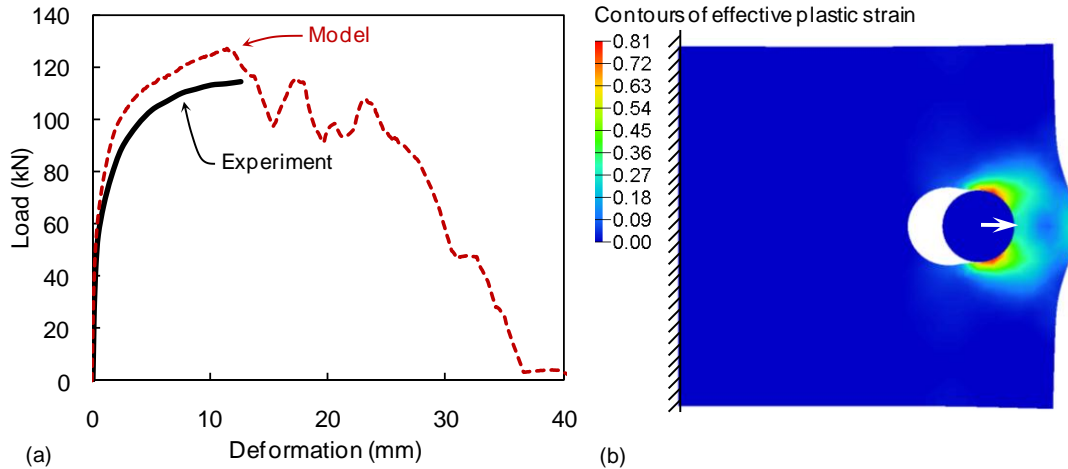 140
120
100
80
60
40
20
0
Load (kN)
Model
Experiment
0 10 20 30 40
Deformation (mm)
(a)
Contours of effective plastic strain
0.81
0.72
0.63
0.54
0.45
0.36
0.27
0.18
0.09
0.00
(b)